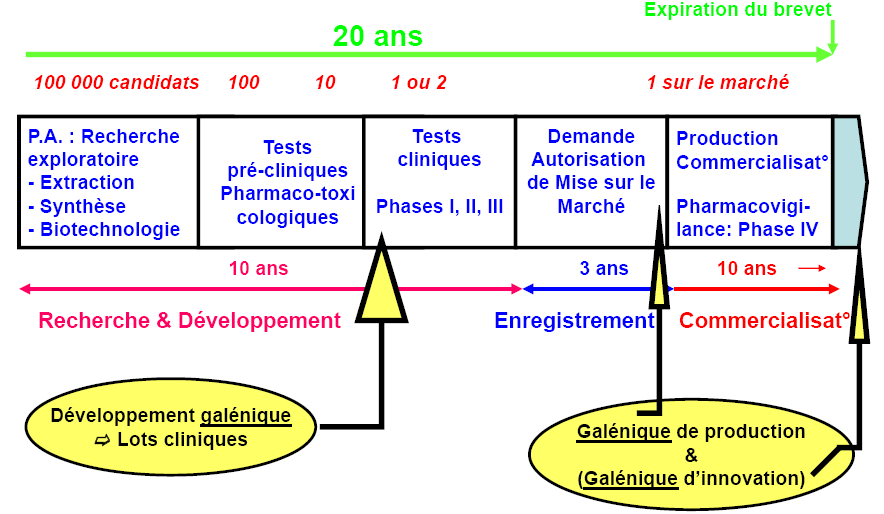 Expiration du brevet
20 ans
100 000 candidats 100 10 1 ou 2 1 sur le marché
P.A. : Recherche
exploratoire
- Extraction
- Synthèse
- Biotechnologie
Tests
pré-cliniques
Pharmaco-toxi
cologiques
Tests
cliniques
Phases I, II, III
Demande
Autorisation
de Mise sur le
Marché
Production
Commercialisat°
Pharmacovigi-
lance: Phase IV
10 ans
3 ans
10 ans
Recherche & Développement
Enregistrement
Commercialisat°
Développement galénique
⇨ Lots cliniques
Galénique de production
&
(Galénique d'innovation)